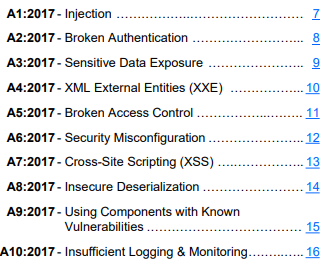 A1:2017 - Injection ………………..……………………… 7
A2:2017 - Broken Authentication ……………………... 8
A3:2017 - Sensitive Data Exposure ………………….. 9
A4:2017 - XML External Entities (XXE) ……………… 10
A5:2017 - Broken Access Control ………………..…... 11
A6:2017 - Security Misconfiguration ………………….. 12
A7:2017 - Cross-Site Scripting (XSS) ……………….. 13
A8:2017 - Insecure Deserialization …………………… 14
A9:2017 - Using Components with Known
Vulnerabilities ……………………………... 15
A10:2017 - Insufficient Logging & Monitoring…….….. 16